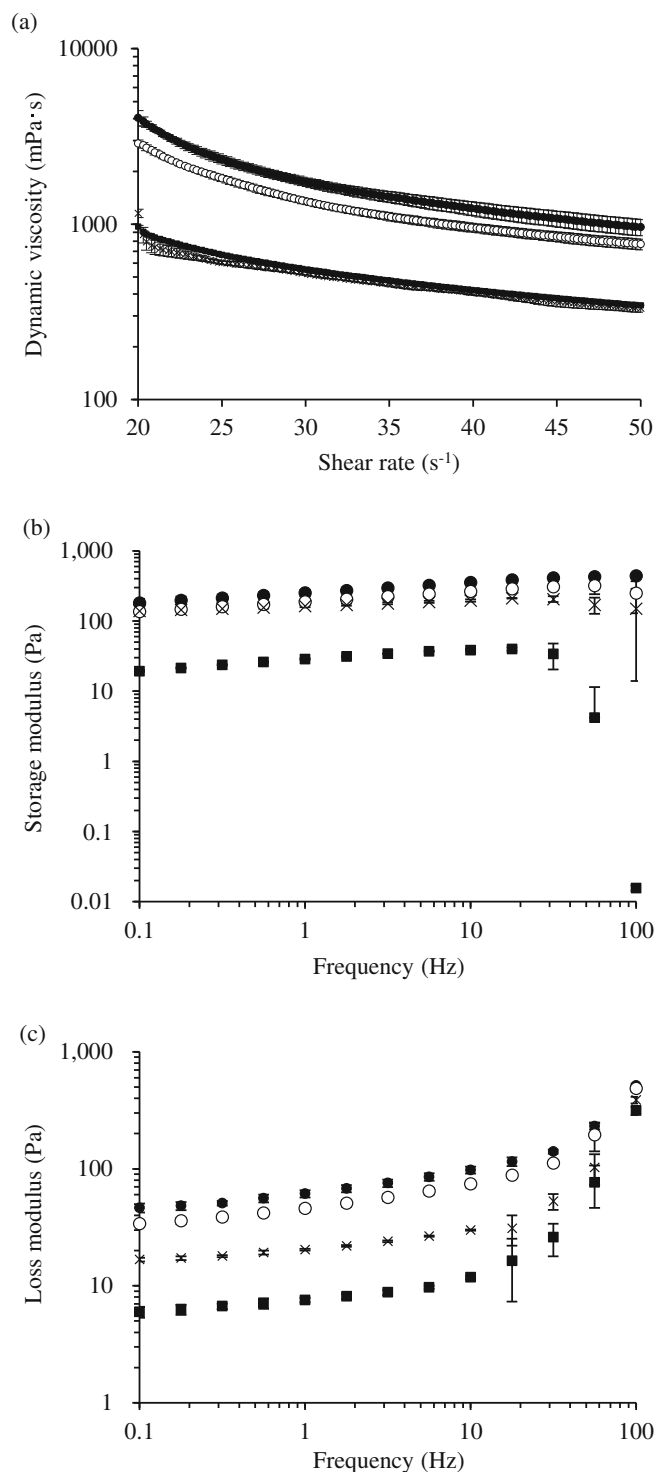 (a)
10000
1000
100
Dynamic viscosity (mPa·s)
20 25 30 35 40 45 50
Shear rate (s-1)
(b)
1,000
100
10
1
0.1
0.01
Storage modulus (Pa)
0.1 1 10 100
Frequency (Hz)
(c)
1,000
100
10
1
Loss modulus (Pa)
0.1 1 10 100
Frequency (Hz)